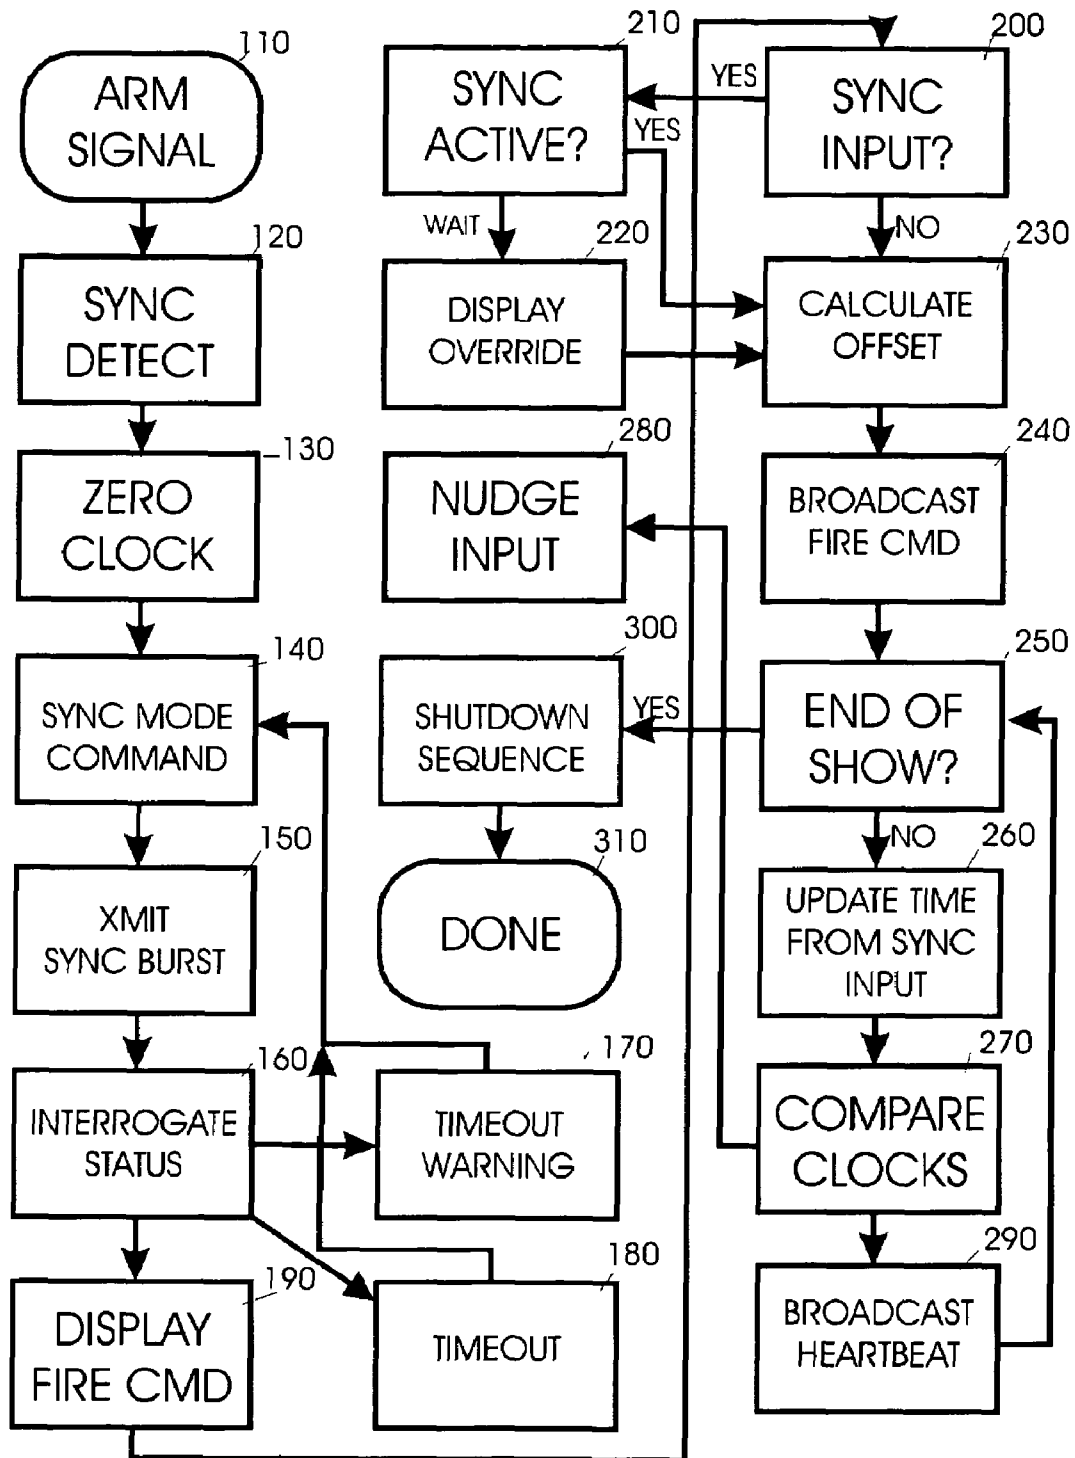 110
ARM
SIGNAL
120
SYNC
DETECT
130
ZERO
CLOCK
140
SYNC MODE
COMMAND
150
XMIT
SYNC BURST
160
INTERROGATE
STATUS
170
TIMEOUT
WARNING
180
TIMEOUT
190
DISPLAY
FIRE CMD
200
SYNC
INPUT?
YES
NO
210
SYNC
ACTIVE?
YES
WAIT
220
DISPLAY
OVERRIDE
230
CALCULATE
OFFSET
240
BROADCAST
FIRE CMD
250
END OF
SHOW?
YES
NO
260
UPDATE TIME
FROM SYNC
INPUT
270
COMPARE
CLOCKS
280
NUDGE
INPUT
290
BROADCAST
HEARTBEAT
300
SHUTDOWN
SEQUENCE
310
DONE